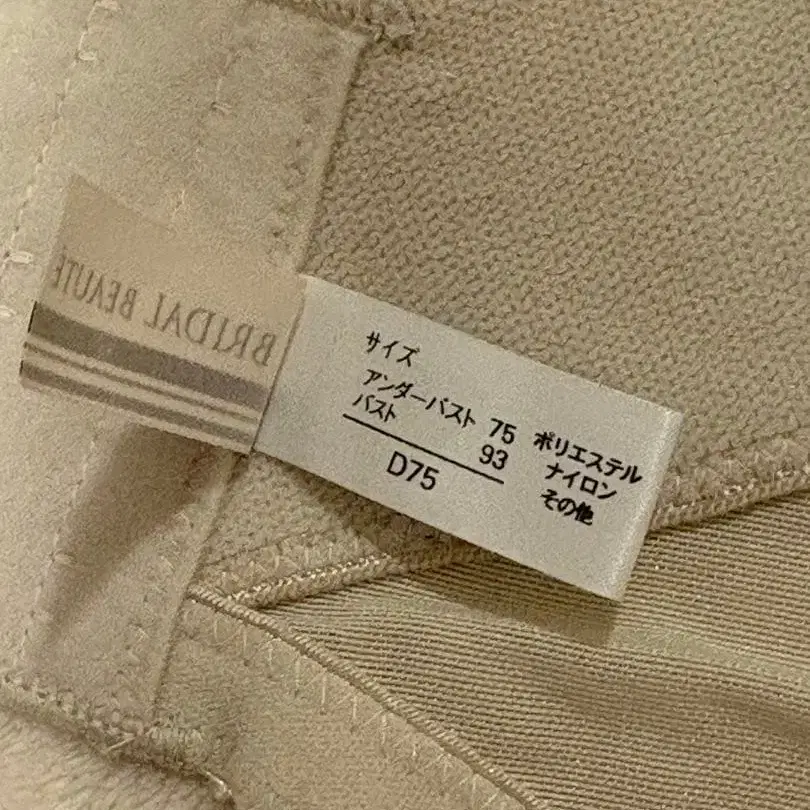 BRIDAL BEAUTÉ
サイズ
アンダーバスト 75
バスト 93
D75
ポリエステル
ナイロン
その他